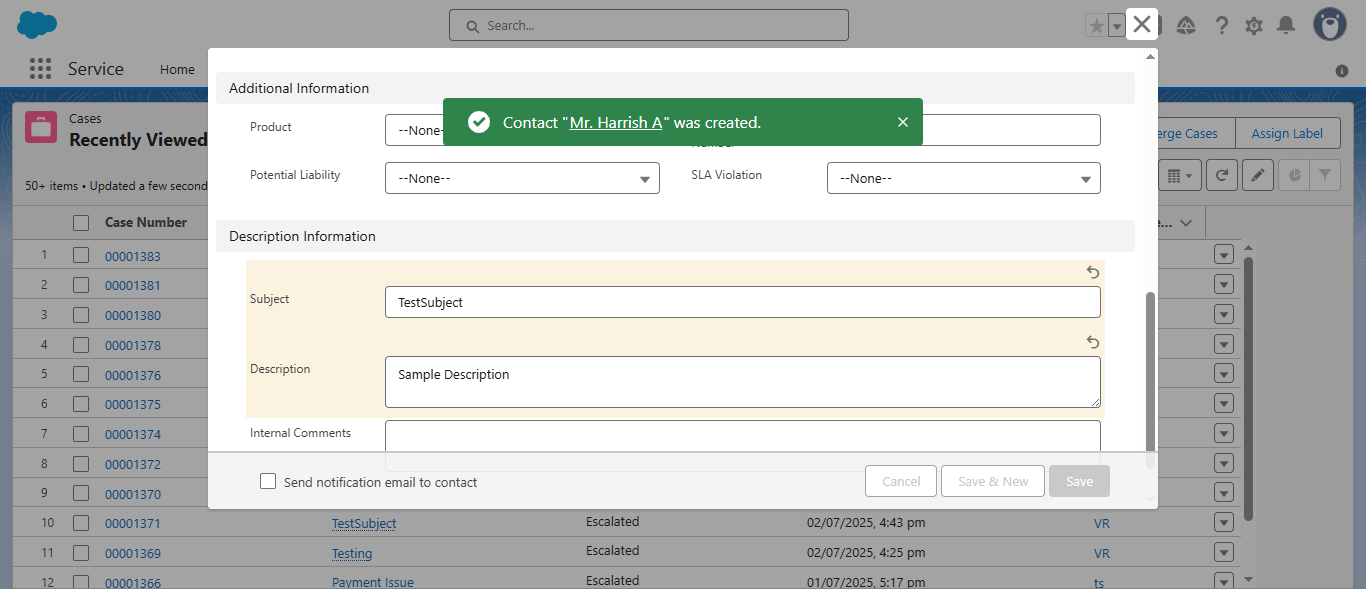 Search...
Service
Home
Cases
Recently Viewed
50+ items • Updated a few second
Merge Cases
Assign Label
Additional Information
Contact "Mr. Harrish A" was created.
Product
--None-
Number
Potential Liability
--None--
SLA Violation
--None--
Description Information
Subject
TestSubject
Description
Sample Description
Internal Comments
Send notification email to contact
Cancel
Save & New
Save
Case Number
e...
1 00001383
2 00001381
3 00001380
4 00001378
5 00001376
6 00001375
7 00001374
8 00001372
9 00001370
10 00001371 TestSubject Escalated 02/07/2025, 4:43 pm VR
11 00001369 Testing Escalated 02/07/2025, 4:25 pm VR
12 00001366 Payment Issue Escalated 01/07/2025, 5:17 pm ts